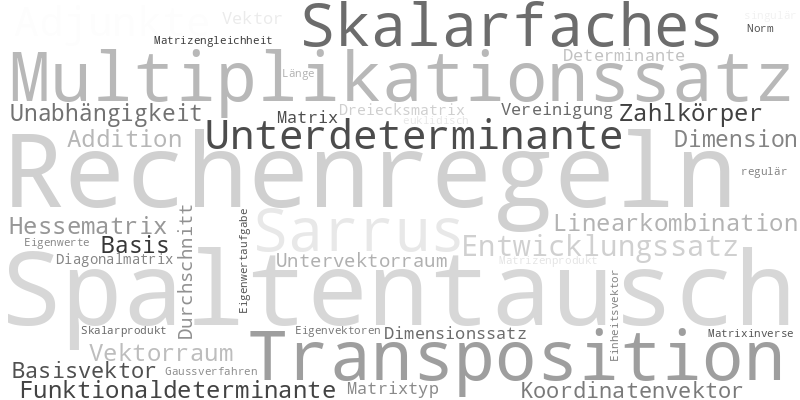 Adjunkte
Vektor
Skalarfaches
singulär
Norm
Matrizengleichheit
Determinante
Multiplikationssatz
Länge
Unabhängigkeit
Matrix
Dreiecksmatrix
euklidisch
Vereinigung
Zahlkörper
Addition
Unterdeterminante
Dimension
Rechenregeln
regulär
Hessematrix
Sarrus
Linearkombination
Eigenwerte
Basis
Durchschnitt
Eigenwertaufgabe
Entwicklungssatz
Diagonalmatrix
Untervektorraum
Matrizenprodukt
Spaltentausch
Einheitsvektor
Skalarprodukt
Eigenvektoren
Dimensionssatz
Matrixinverse
Vektorraum
Transposition
Basisvektor
Gaussverfahren
Funktionaldeterminante
Matrixtyp
Koordinatenvektor